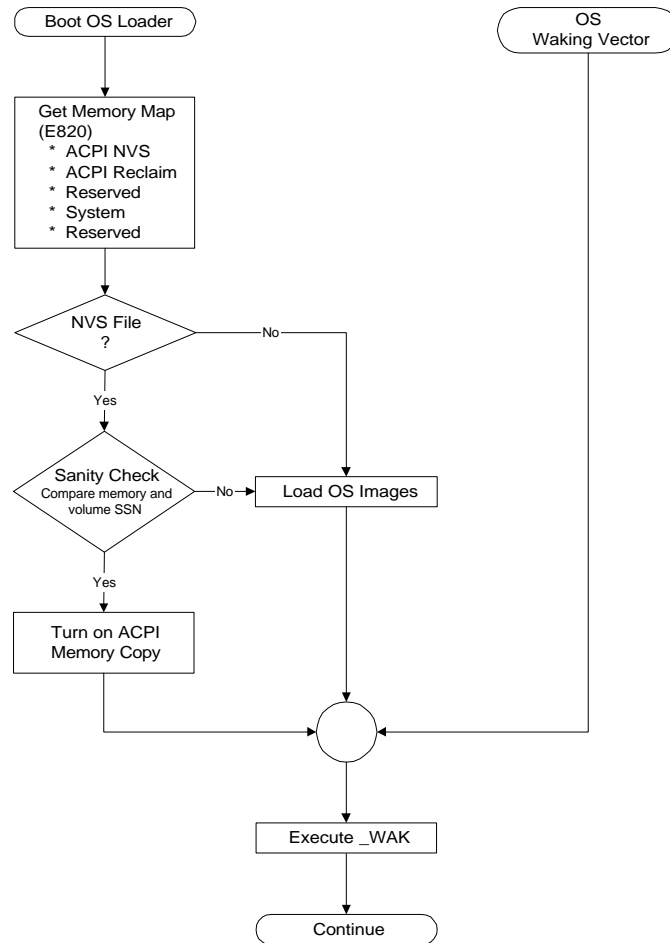 Boot OS Loader
OS
Waking Vector
Get Memory Map
(E820)
* ACPI NVS
* ACPI Reclaim
* Reserved
* System
* Reserved
NVS File
?
No
Yes
Sanity Check
Compare memory and
volume SSN
No
Load OS Images
Yes
Turn on ACPI
Memory Copy
Execute _WAK
Continue